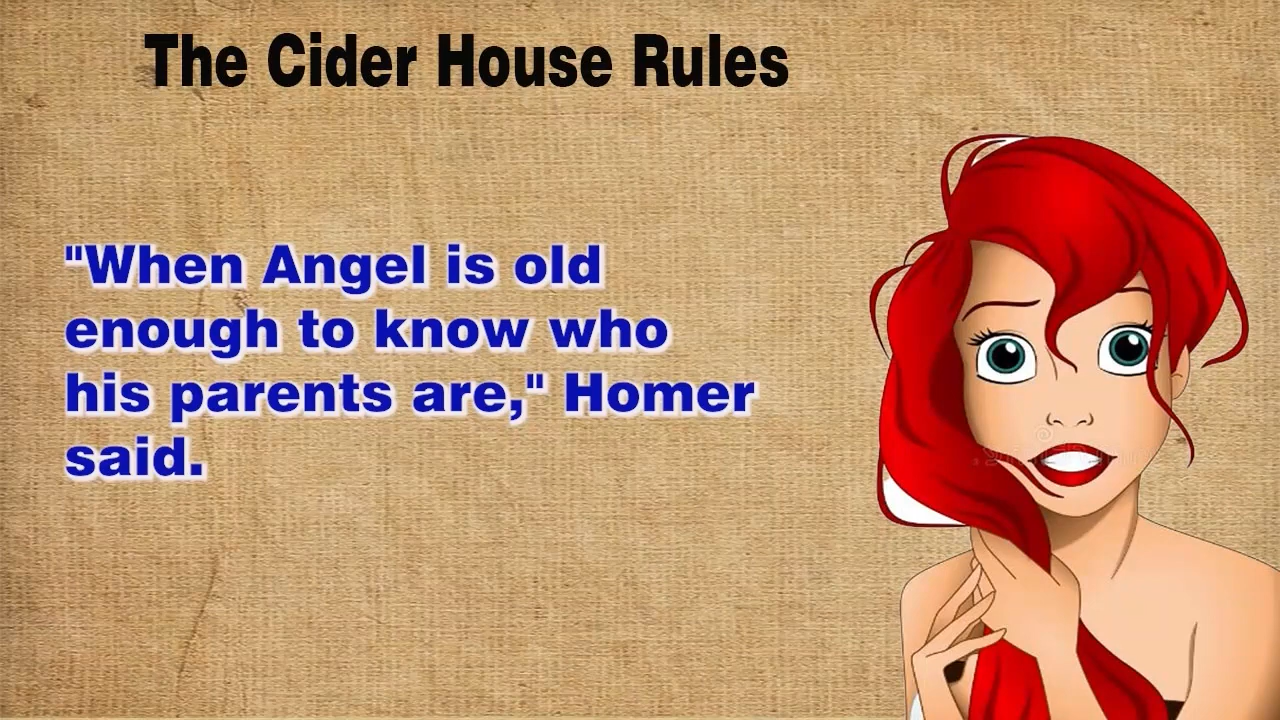 The Cider House Rules
"When Angel is old
enough to know who
his parents are," Homer
said.